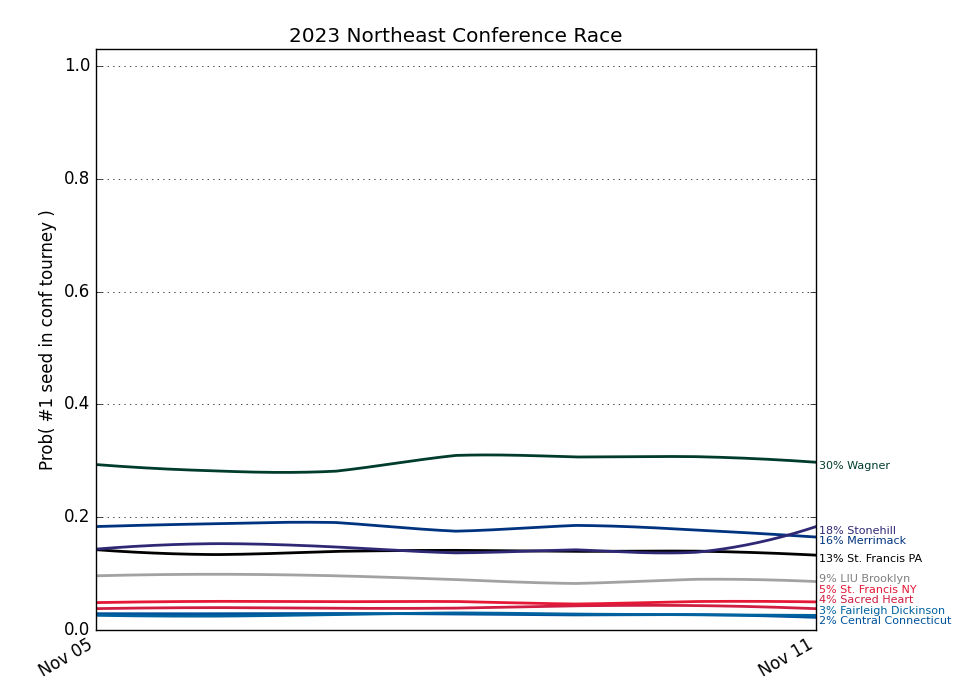 2023 Northeast Conference Race
Prob( #1 seed in conf tourney )
1.0
0.8
0.6
0.4
0.2
0.0
Nov 05
Nov 11
30% Wagner
18% Stonehill
16% Merrimack
13% St. Francis PA
9% LIU Brooklyn
5% St. Francis NY
4% Sacred Heart
3% Fairleigh Dickinson
2% Central Connecticut